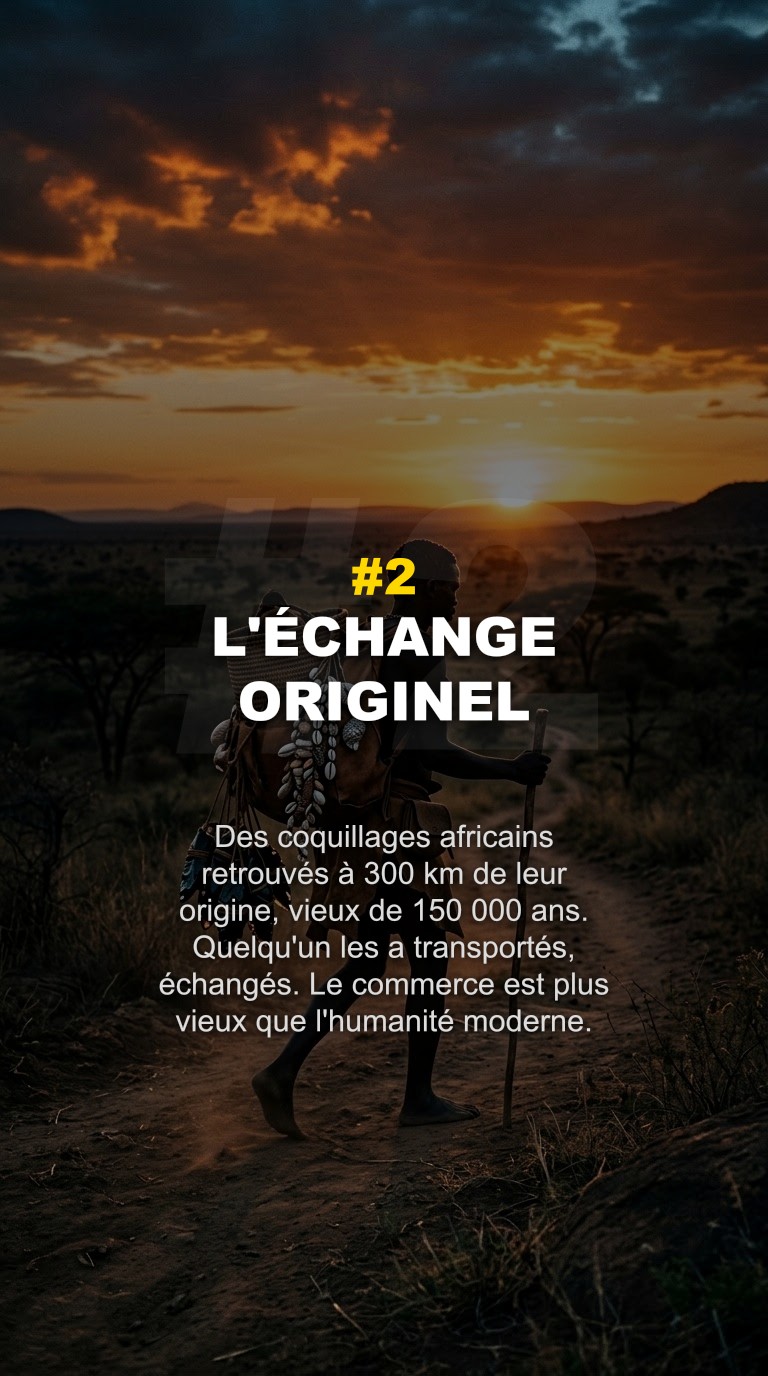 #2
L'ÉCHANGE
ORIGINEL
Des coquillages africains
retrouvés à 300 km de leur
origine, vieux de 150 000 ans.
Quelqu'un les a transportés,
échangés. Le commerce est plus
vieux que l'humanité moderne.